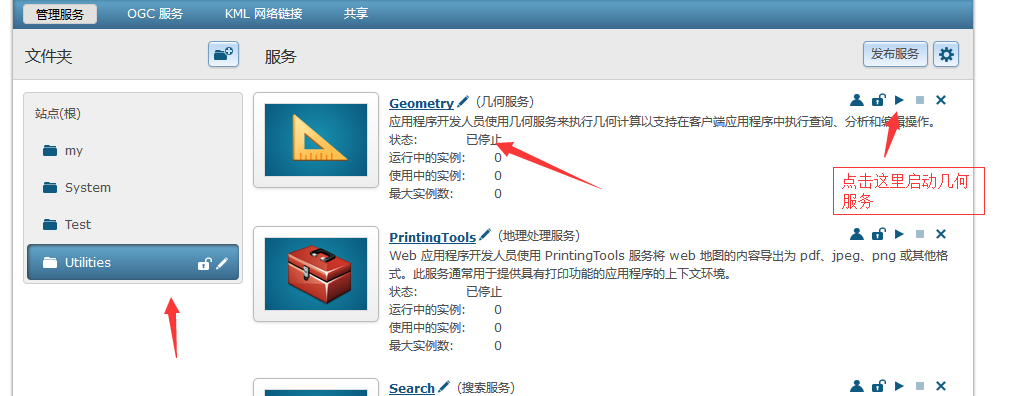 管理服务 OGC 服务 KML 网络链接 共享
文件夹
服务
发布服务
站点(根)
my
System
Test
Utilities
Geometry (几何服务)
应用程序开发人员使用几何服务来执行几何计算以支持在客户端应用程序中执行查询、分析和编辑操作。
状态: 已停止
运行中的实例: 0
使用中的实例: 0
最大实例数: 0
点击这里启动几何
服务
PrintingTools (地理处理服务)
Web 应用程序开发人员使用 PrintingTools 服务将 web 地图的内容导出为 pdf、jpeg、png 或其他格
式。此服务通常用于提供具有打印功能的应用程序的上下文环境。
状态: 已停止
运行中的实例: 0
使用中的实例: 0
最大实例数: 0
Search (搜索服务)